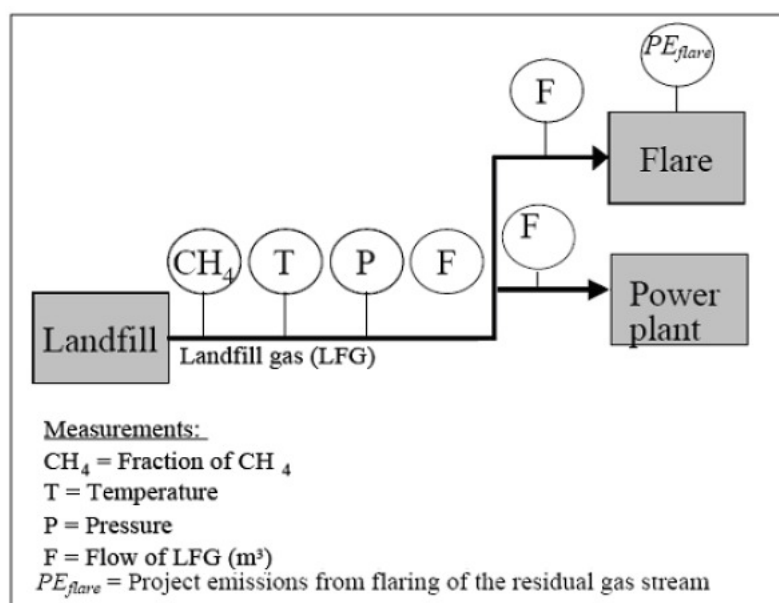 PEflare
F
Flare
F
CH4
T
P
F
Power
plant
Landfill
Landfill gas (LFG)
Measurements:
CH4 = Fraction of CH 4
T = Temperature
P = Pressure
F = Flow of LFG (m³)
PEflare = Project emissions from flaring of the residual gas stream